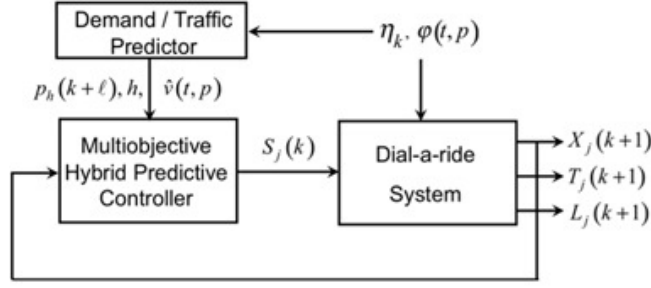 Demand / Traffic
Predictor
η_k, φ(t, p)
p_h(k+ℓ), h, v̂(t, p)
Multiobjective
Hybrid Predictive
Controller
S_j(k)
Dial-a-ride
System
X_j(k+1)
T_j(k+1)
L_j(k+1)